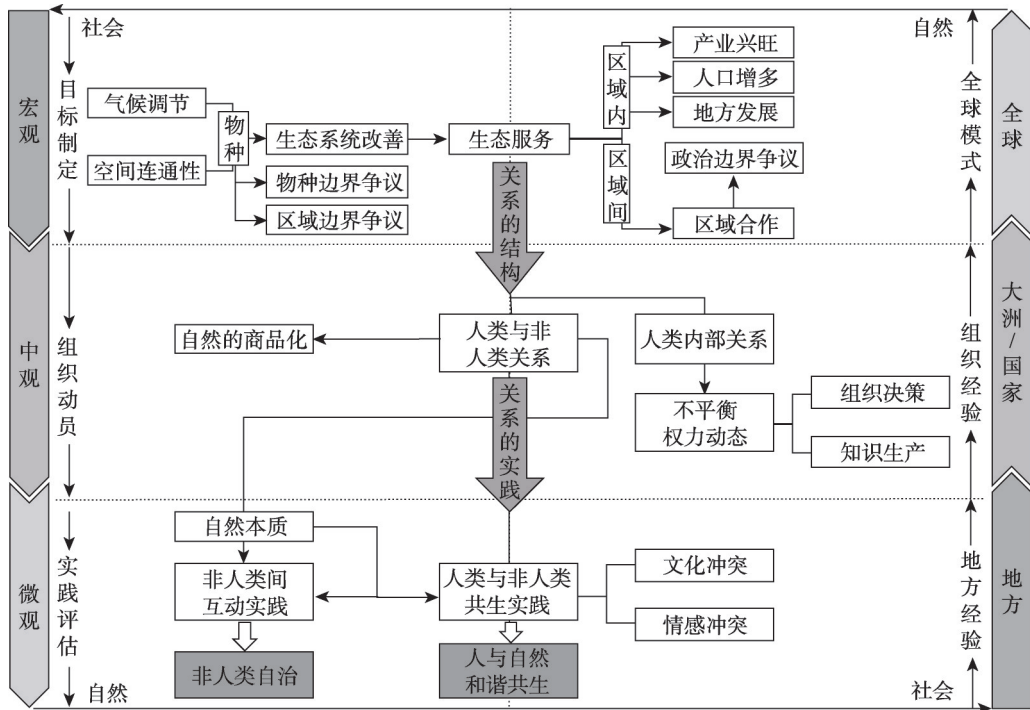 社会
自然
宏观
目标制定
气候调节
空间连通性
物种
生态系统改善
物种边界争议
区域边界争议
生态服务
区域内
区域间
产业兴旺
人口增多
地方发展
政治边界争议
区域合作
全球模式
全球
关系的结构
中观
组织动员
自然的商品化
人类与非
人类关系
人类内部关系
不平衡
权力动态
组织决策
知识生产
组织经验
大洲/国家
关系的实践
微观
实践评估
自然本质
非人类间
互动实践
非人类自治
人类与非人类
共生实践
人与自然
和谐共生
文化冲突
情感冲突
地方经验
地方
自然
社会